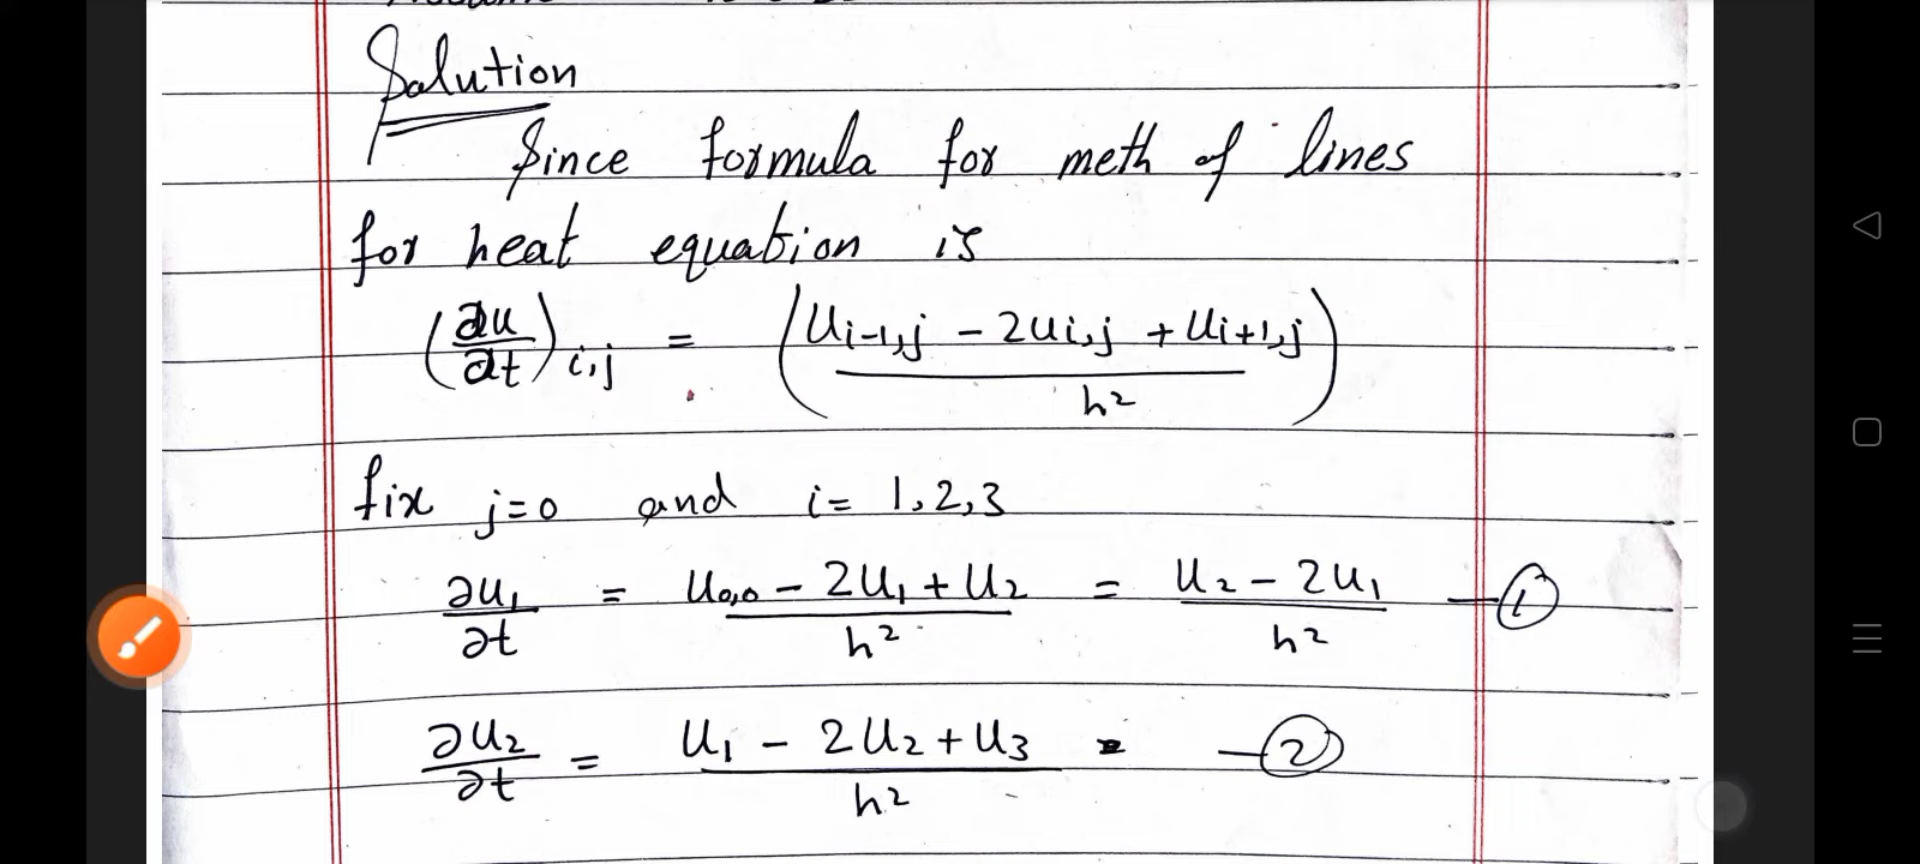 Solution
Since formula for meth of lines
for heat equation is
(∂u/∂t)i,j = (Ui-1,j - 2Ui,j + Ui+1,j / h²)
fix j=0 and i= 1,2,3
∂u₁/∂t = U0,0 - 2U₁ + U₂ / h² = U₂ - 2U₁ / h² —①
∂U₂/∂t = U₁ - 2U₂ + U₃ / h² —②